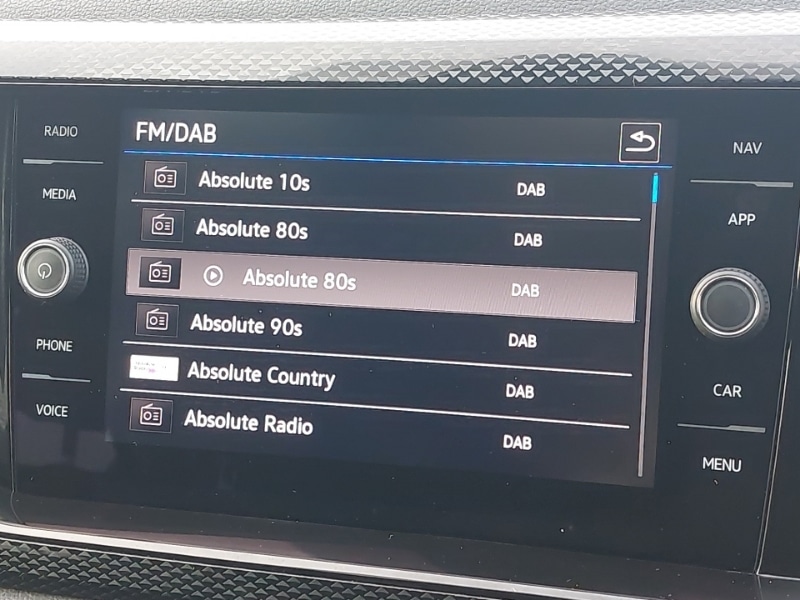 FM/DAB
RADIO
MEDIA
PHONE
VOICE
Absolute 10s DAB
Absolute 80s DAB
Absolute 80s DAB
Absolute 90s DAB
Absolute Country DAB
Absolute Radio DAB
NAV
APP
CAR
MENU